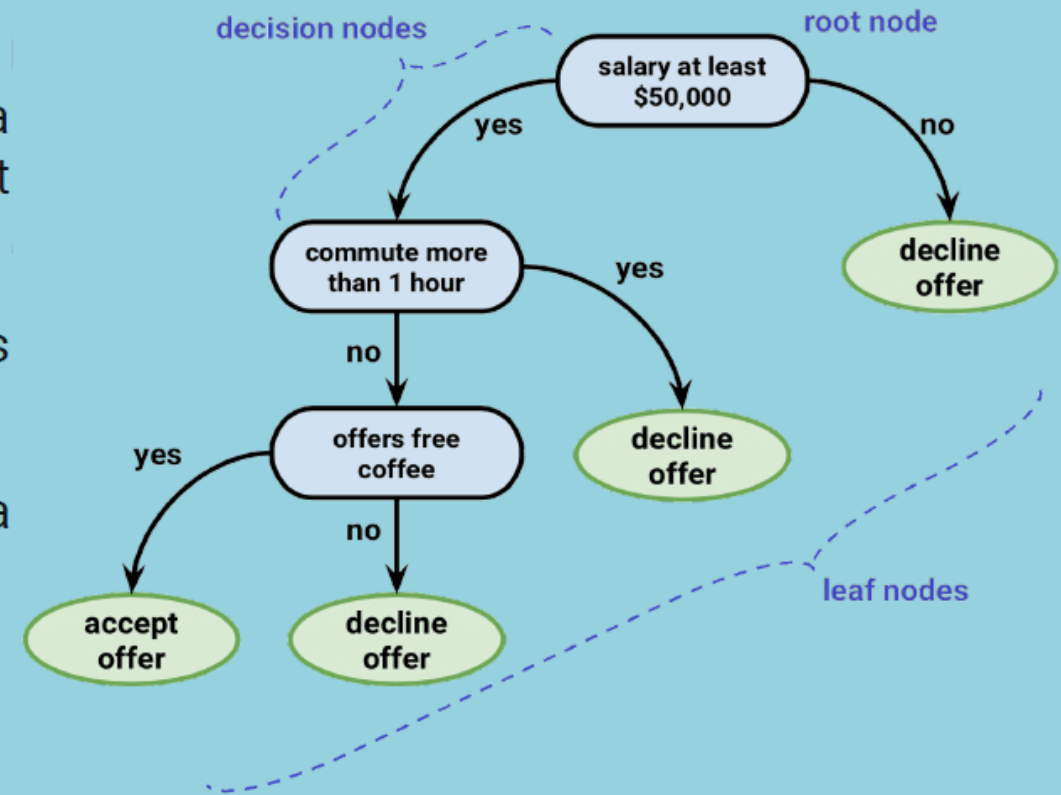 decision nodes
root node
salary at least
$50,000
yes
no
a
t
commute more
than 1 hour
yes
decline
offer
no
s
offers free
coffee
decline
offer
yes
no
a
leaf nodes
accept
offer
decline
offer